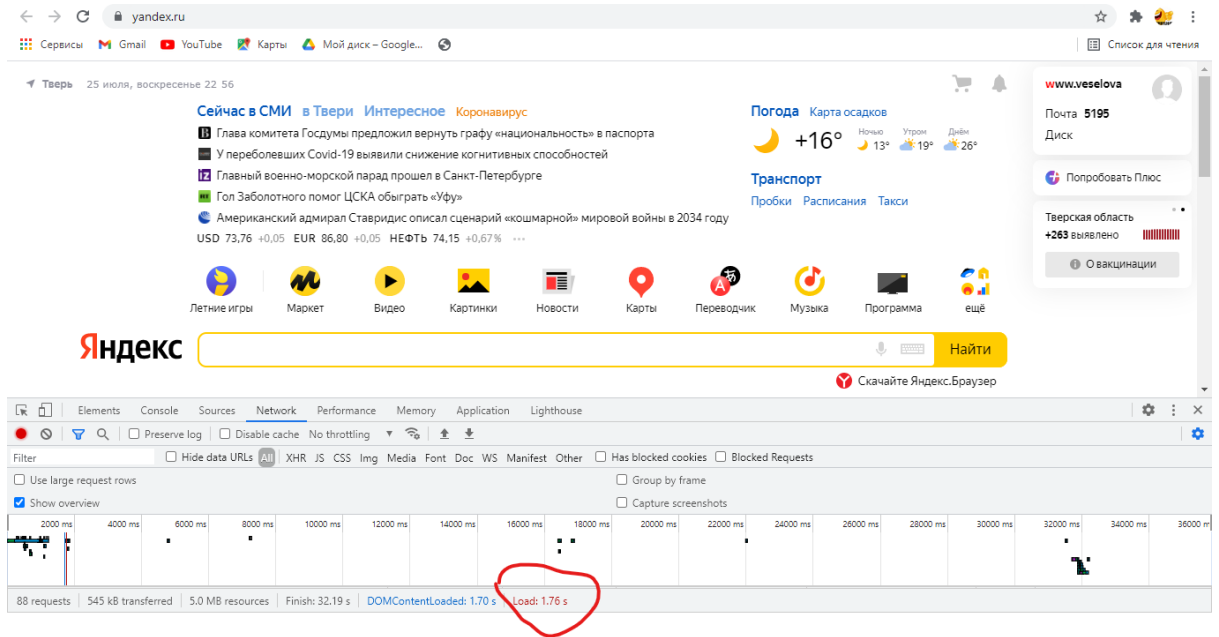 yandex.ru
Сервисы Gmail YouTube Карты Мой диск – Google... Список для чтения
Тверь 25 июля, воскресенье 22 56
Сейчас в СМИ в Твери Интересное Коронавирус
Глава комитета Госдумы предложил вернуть графу «национальность» в паспорта
У переболевших Covid-19 выявили снижение когнитивных способностей
Главный военно-морской парад прошел в Санкт-Петербурге
Гол Заболотного помог ЦСКА обыграть «Уфу»
Американский адмирал Ставридис описал сценарий «кошмарной» мировой войны в 2034 году
USD 73,76 +0,05 EUR 86,80 +0,05 НЕФТЬ 74,15 +0,67% ···
Погода Карта осадков
+16° Ночью 13° Утром 19° Днём 26°
Транспорт
Пробки Расписания Такси
www.veselova
Почта 5195
Диск
Попробовать Плюс
Тверская область
+263 выявлено
О вакцинации
Летние игры Маркет Видео Картинки Новости Карты Переводчик Музыка Программа ещё
Яндекс Найти
Скачайте Яндекс.Браузер
Elements Console Sources Network Performance Memory Application Lighthouse
Preserve log Disable cache No throttling
Filter Hide data URLs All XHR JS CSS Img Media Font Doc WS Manifest Other Has blocked cookies Blocked Requests
Use large request rows Group by frame
Show overview Capture screenshots
2000 ms 4000 ms 6000 ms 8000 ms 10000 ms 12000 ms 14000 ms 16000 ms 18000 ms 20000 ms 22000 ms 24000 ms 26000 ms 28000 ms 30000 ms 32000 ms 34000 ms 36000 m
88 requests 545 kB transferred 5.0 MB resources Finish: 32.19 s DOMContentLoaded: 1.70 s Load: 1.76 s